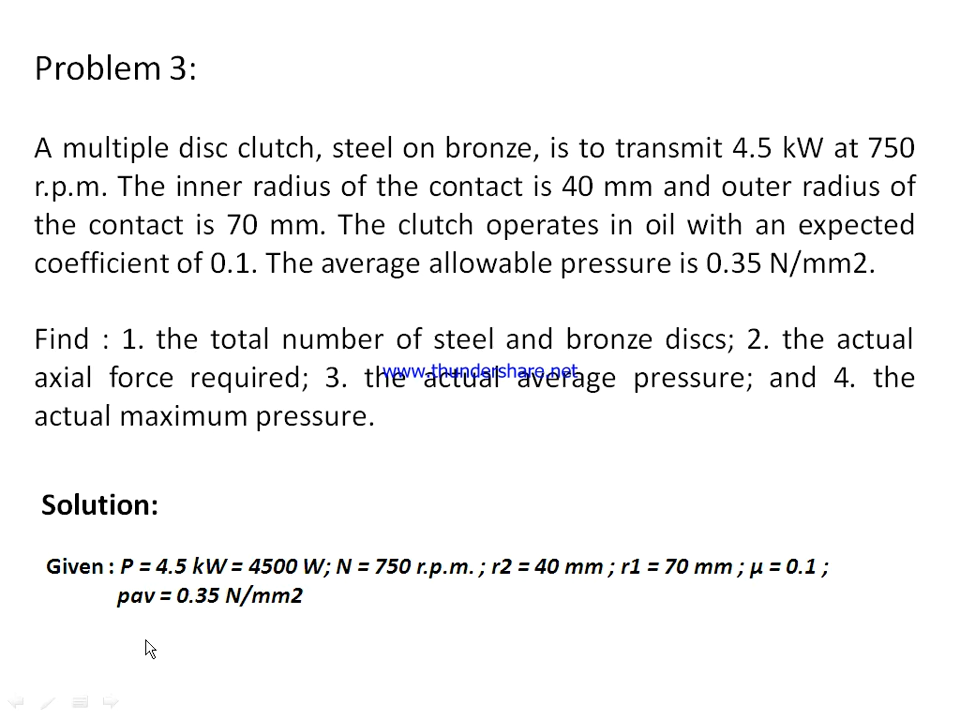 Problem 3:
A multiple disc clutch, steel on bronze, is to transmit 4.5 kW at 750
r.p.m. The inner radius of the contact is 40 mm and outer radius of
the contact is 70 mm. The clutch operates in oil with an expected
coefficient of 0.1. The average allowable pressure is 0.35 N/mm2.
Find : 1. the total number of steel and bronze discs; 2. the actual
axial force required; 3. the actual average pressure; and 4. the
www.thundershare.net
actual maximum pressure.
Solution:
Given : P = 4.5 kW = 4500 W; N = 750 r.p.m. ; r2 = 40 mm ; r1 = 70 mm ; μ = 0.1 ;
pav = 0.35 N/mm2